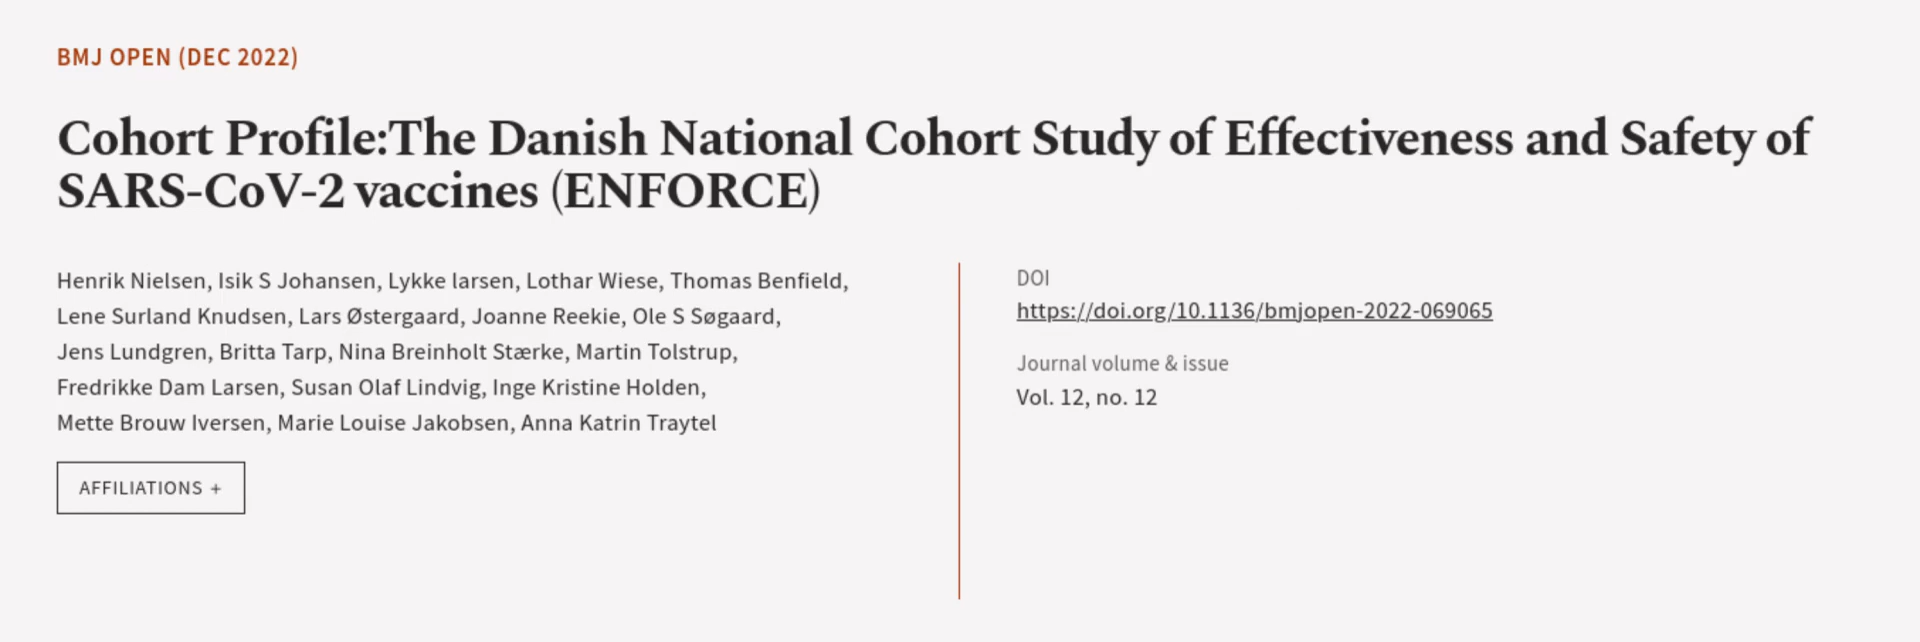 BMJ OPEN (DEC 2022)
Cohort Profile:The Danish National Cohort Study of Effectiveness and Safety of
SARS-CoV-2 vaccines (ENFORCE)
Henrik Nielsen, Isik S Johansen, Lykke larsen, Lothar Wiese, Thomas Benfield,
Lene Surland Knudsen, Lars Østergaard, Joanne Reekie, Ole S Søgaard,
Jens Lundgren, Britta Tarp, Nina Breinholt Stærke, Martin Tolstrup,
Fredrikke Dam Larsen, Susan Olaf Lindvig, Inge Kristine Holden,
Mette Brouw Iversen, Marie Louise Jakobsen, Anna Katrin Traytel
AFFILIATIONS +
DOI
https://doi.org/10.1136/bmjopen-2022-069065
Journal volume & issue
Vol. 12, no. 12